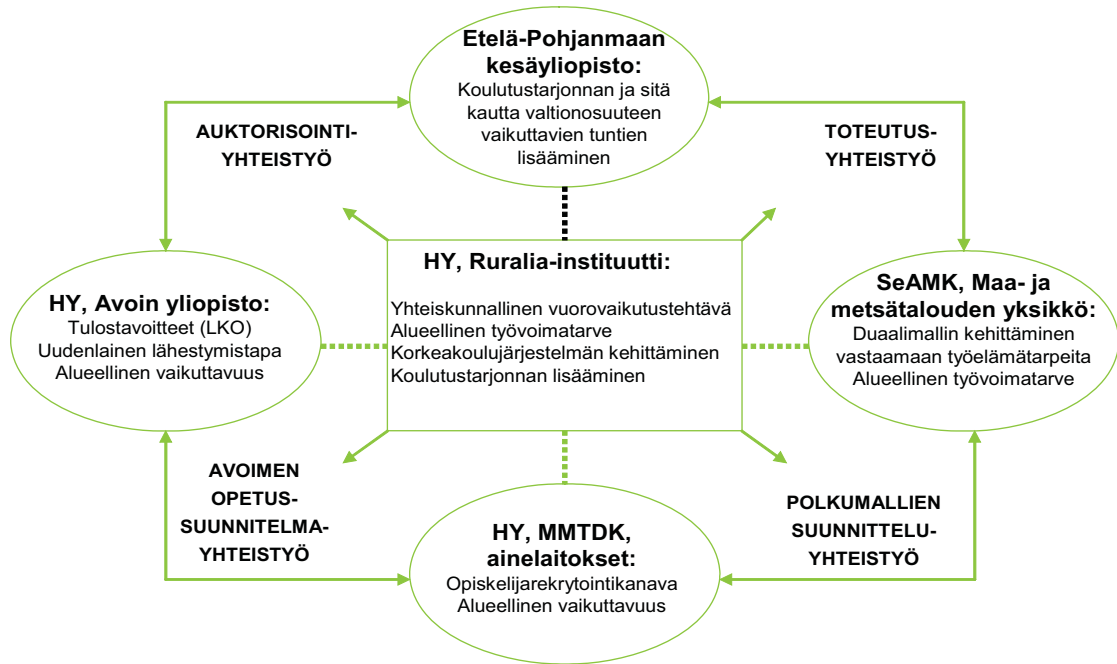 Etelä-Pohjanmaan
kesäyliopisto:
Koulutustarjonnan ja sitä
kautta valtionosuuteen
vaikuttavien tuntien
lisääminen
AUKTORISOINTI-
YHTEISTYÖ
TOTEUTUS-
YHTEISTYÖ
HY, Avoin yliopisto:
Tulostavoitteet (LKO)
Uudenlainen lähestymistapa
Alueellinen vaikuttavuus
HY, Ruralia-instituutti:
Yhteiskunnallinen vuorovaikutustehtävä
Alueellinen työvoimatarve
Korkeakoulujärjestelmän kehittäminen
Koulutustarjonnan lisääminen
SeAMK, Maa- ja
metsätalouden yksikkö:
Duaalimallin kehittäminen
vastaamaan työelämätarpeita
Alueellinen työvoimatarve
AVOIMEN
OPETUS-
SUUNNITELMA-
YHTEISTYÖ
HY, MMTDK,
ainelaitokset:
Opiskelijarekrytointikanava
Alueellinen vaikuttavuus
POLKUMALLIEN
SUUNNITTELU-
YHTEISTYÖ